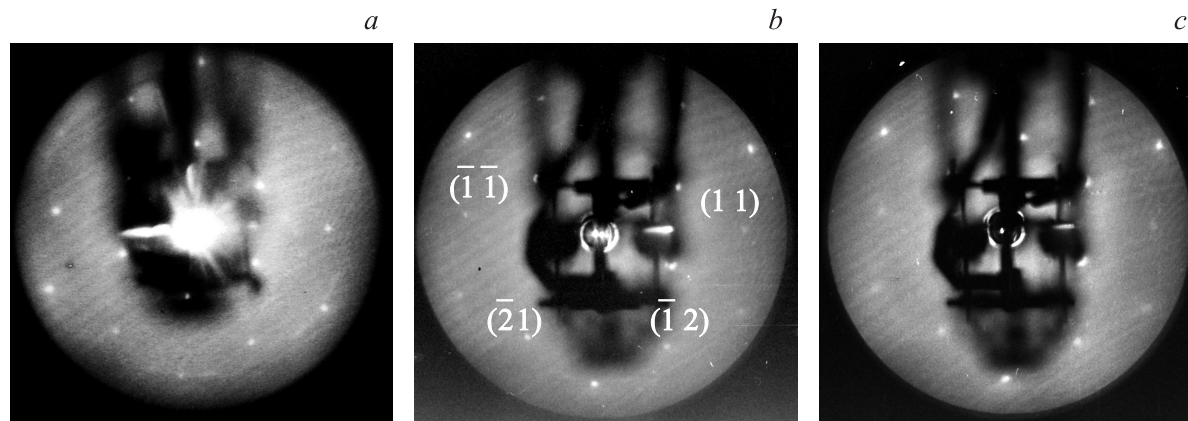 a b c
(1̅ 1̅) (1 1)
(2̅ 1) (1̅ 2)